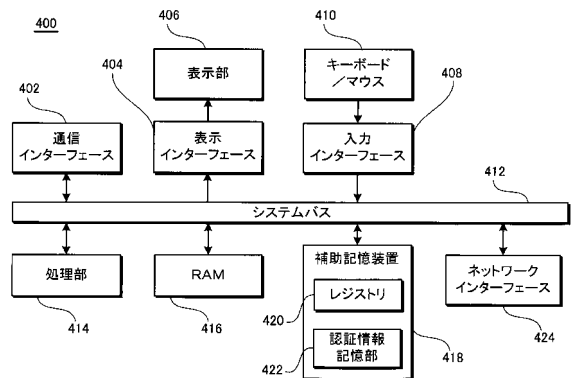 400
406
表示部
410
キーボード
／マウス
402
通信
インターフェース
404
表示
インターフェース
408
入力
インターフェース
412
システムバス
処理部
414
RAM
416
補助記憶装置
レジストリ
420
認証情報
記憶部
422
418
ネットワーク
インターフェース
424